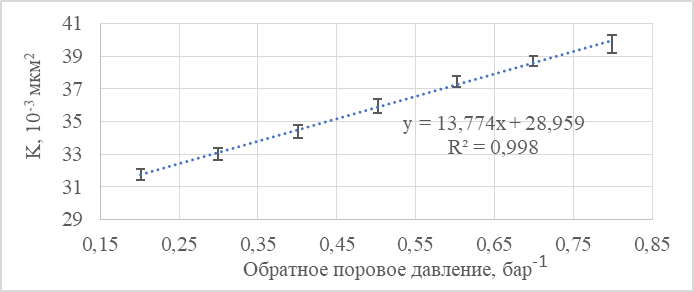 K, 10⁻³ мкм²
41
39
37
35
33
31
29
y = 13,774x + 28,959
R² = 0,998
0,15 0,25 0,35 0,45 0,55 0,65 0,75 0,85
Обратное поровое давление, бар⁻¹